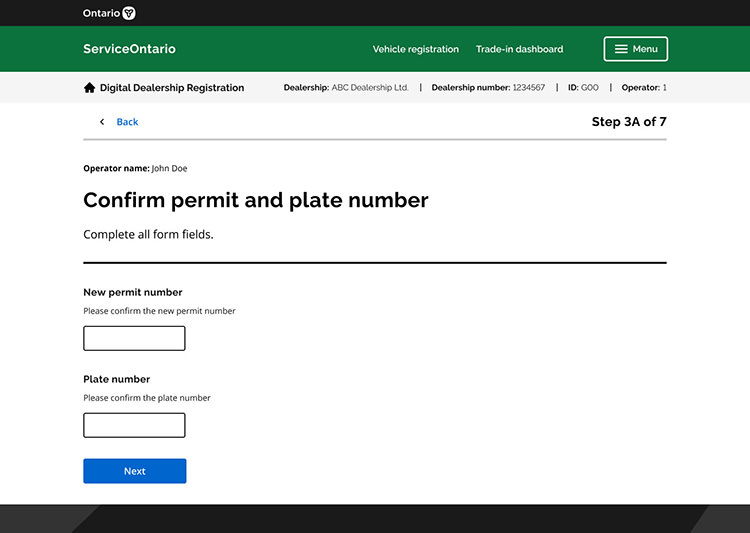 Ontario
ServiceOntario Vehicle registration Trade-in dashboard Menu
Digital Dealership Registration Dealership: ABC Dealership Ltd. | Dealership number: 1234567 | ID: G00 | Operator: 1
Back Step 3A of 7
Operator name: John Doe
Confirm permit and plate number
Complete all form fields.
New permit number
Please confirm the new permit number
Plate number
Please confirm the plate number
Next